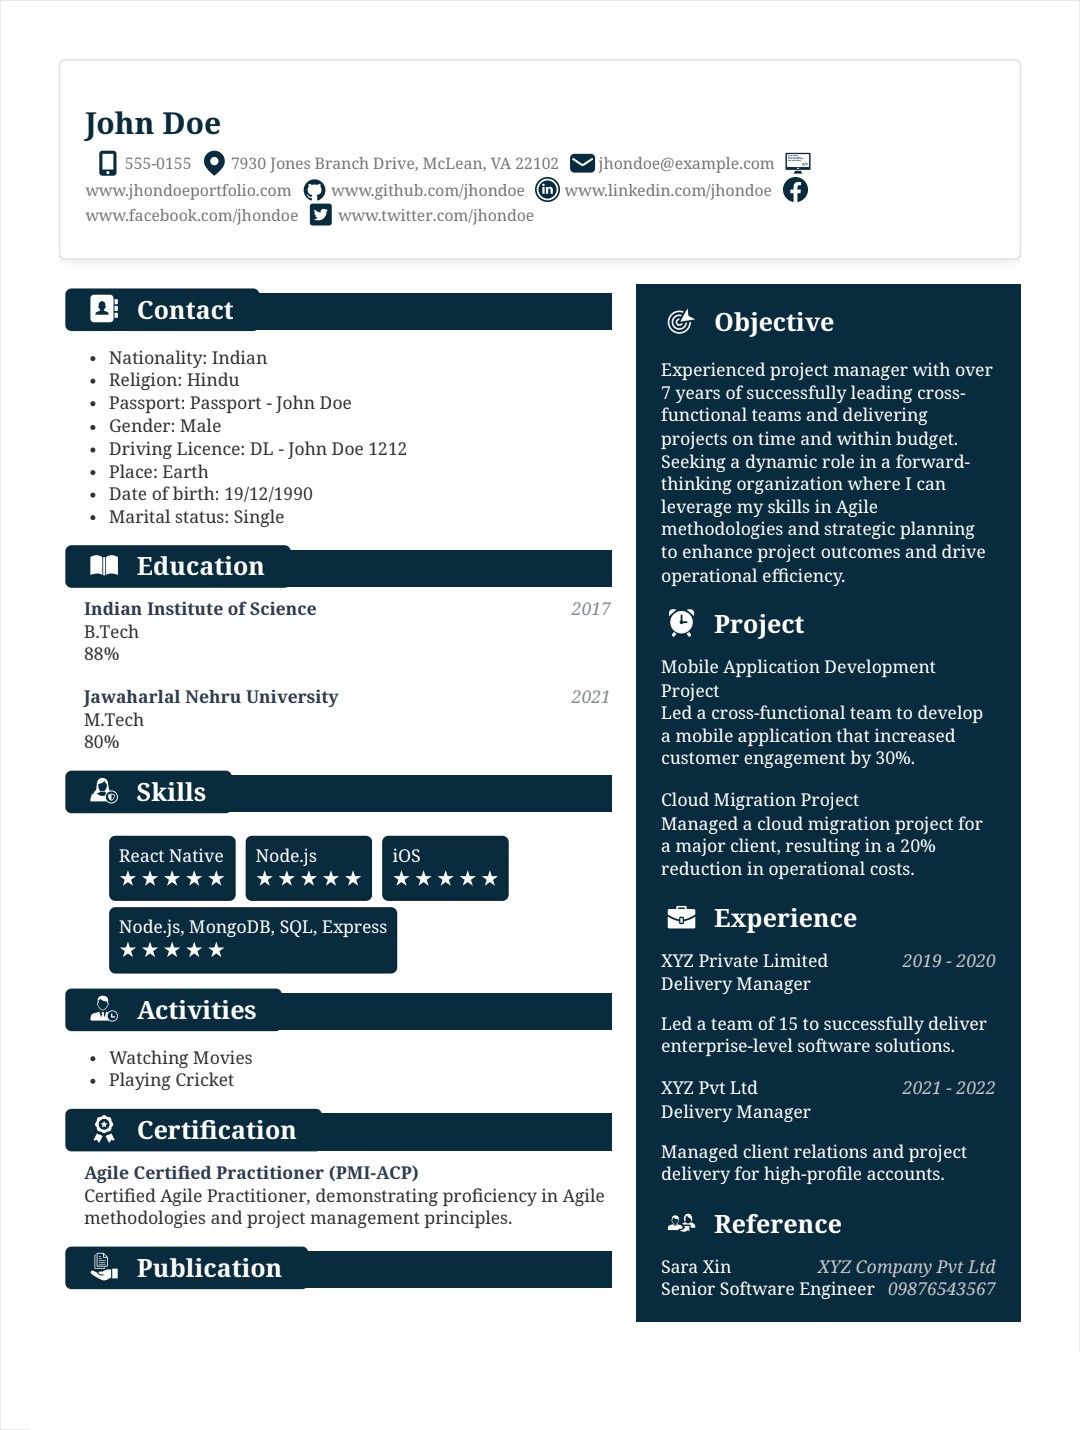 John Doe
555-0155 7930 Jones Branch Drive, McLean, VA 22102 jhondoe@example.com
www.jhondoeportfolio.com www.github.com/jhondoe www.linkedin.com/jhondoe
www.facebook.com/jhondoe www.twitter.com/jhondoe
Contact
• Nationality: Indian
• Religion: Hindu
• Passport: Passport - John Doe
• Gender: Male
• Driving Licence: DL - John Doe 1212
• Place: Earth
• Date of birth: 19/12/1990
• Marital status: Single
Education
Indian Institute of Science 2017
B.Tech
88%
Jawaharlal Nehru University 2021
M.Tech
80%
Skills
React Native Node.js iOS
★★★★★ ★★★★★ ★★★★★
Node.js, MongoDB, SQL, Express
★★★★★
Activities
• Watching Movies
• Playing Cricket
Certification
Agile Certified Practitioner (PMI-ACP)
Certified Agile Practitioner, demonstrating proficiency in Agile
methodologies and project management principles.
Publication
Objective
Experienced project manager with over
7 years of successfully leading cross-
functional teams and delivering
projects on time and within budget.
Seeking a dynamic role in a forward-
thinking organization where I can
leverage my skills in Agile
methodologies and strategic planning
to enhance project outcomes and drive
operational efficiency.
Project
Mobile Application Development
Project
Led a cross-functional team to develop
a mobile application that increased
customer engagement by 30%.
Cloud Migration Project
Managed a cloud migration project for
a major client, resulting in a 20%
reduction in operational costs.
Experience
XYZ Private Limited 2019 - 2020
Delivery Manager
Led a team of 15 to successfully deliver
enterprise-level software solutions.
XYZ Pvt Ltd 2021 - 2022
Delivery Manager
Managed client relations and project
delivery for high-profile accounts.
Reference
Sara Xin XYZ Company Pvt Ltd
Senior Software Engineer 09876543567